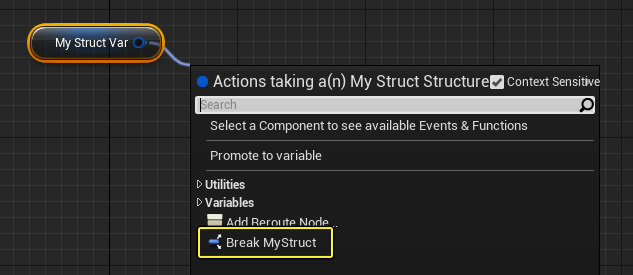 My Struct Var
Actions taking a(n) My Struct Structure Context Sensitive
Search
Select a Component to see available Events & Functions
Promote to variable
Utilities
Variables
Add Reroute Node...
Break MyStruct